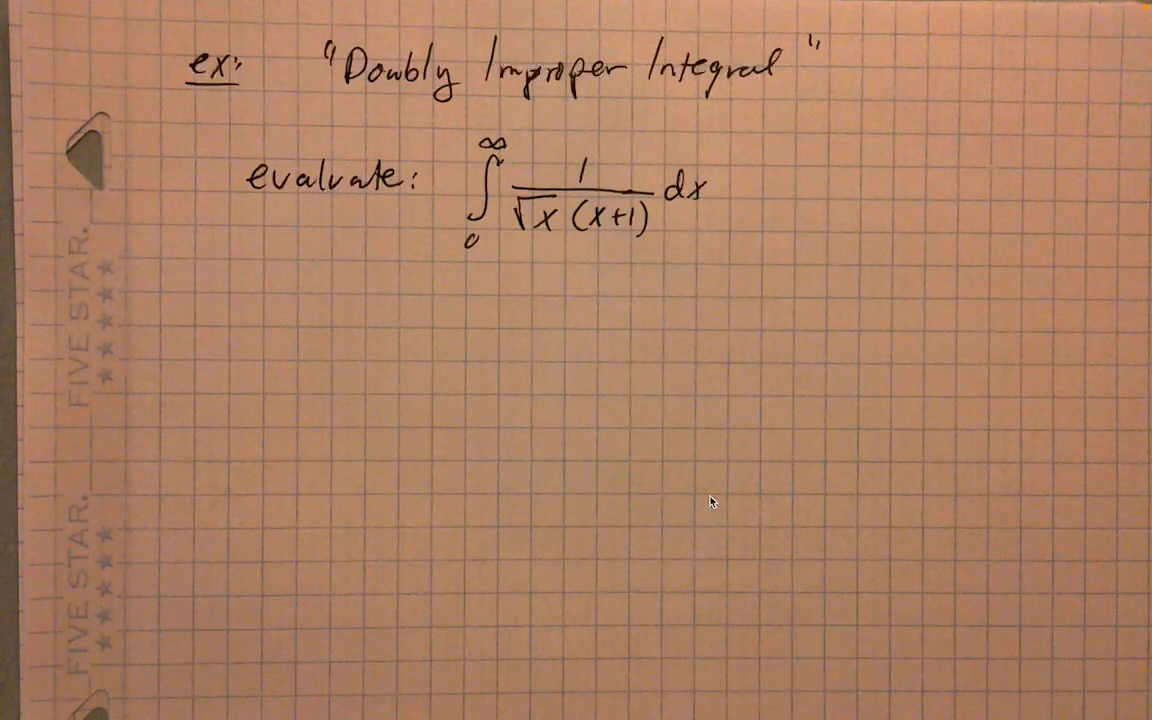 ex: "Doubly Improper Integral"
evaluate: ∫₀^∞ 1/(√x (x+1)) dx
FIVE STAR.
FIVE STAR.